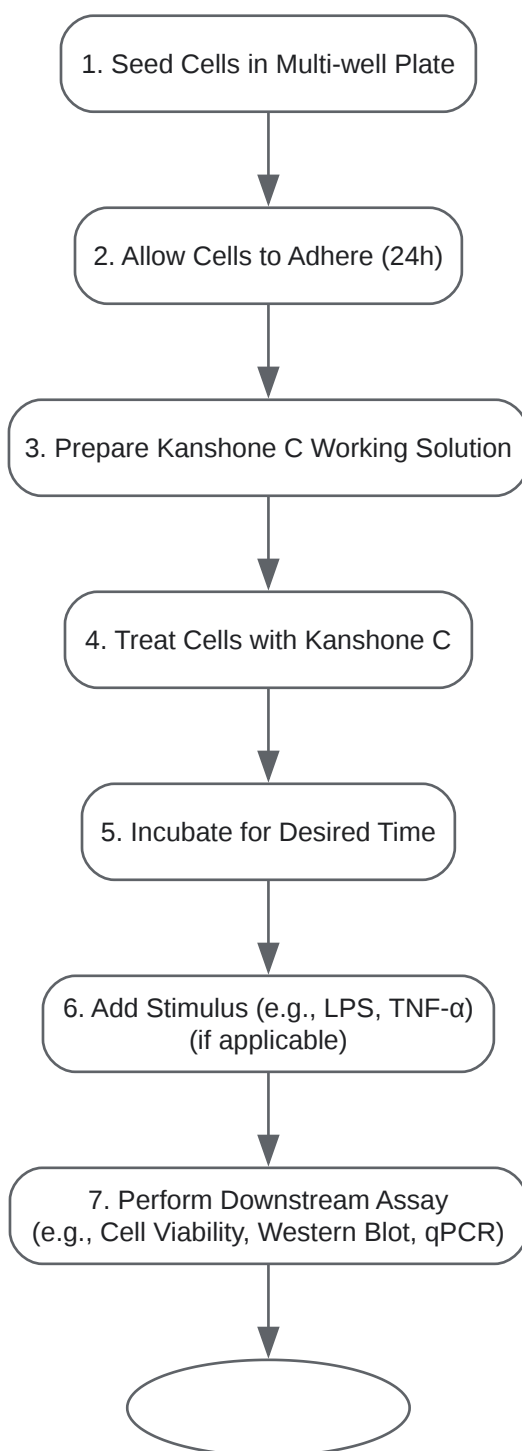 1. Seed Cells in Multi-well Plate
2. Allow Cells to Adhere (24h)
3. Prepare Kanshone C Working Solution
4. Treat Cells with Kanshone C
5. Incubate for Desired Time
6. Add Stimulus (e.g., LPS, TNF-α)
(if applicable)
7. Perform Downstream Assay
(e.g., Cell Viability, Western Blot, qPCR)